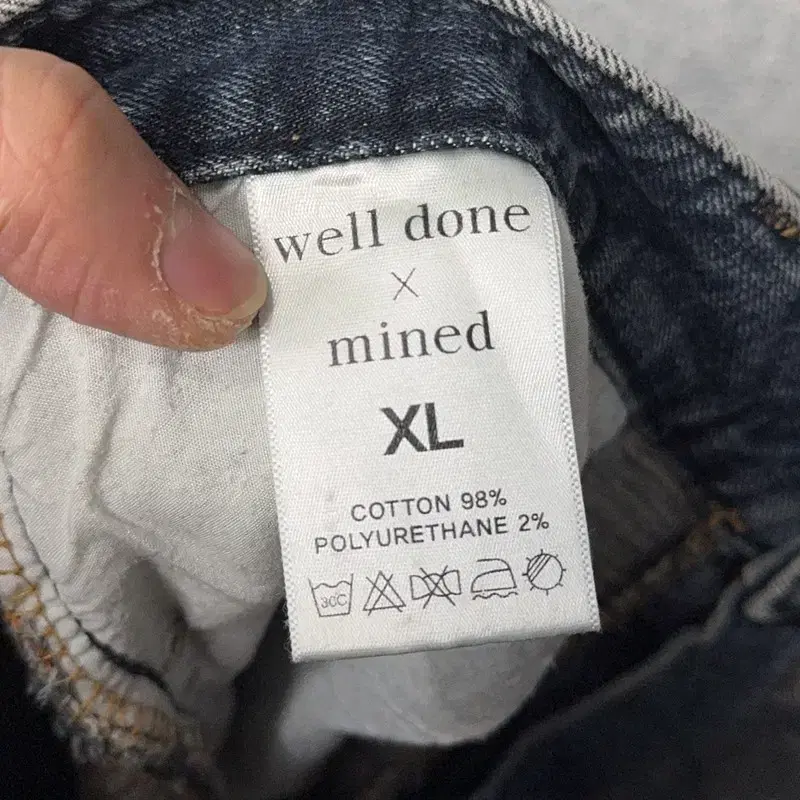 well done
×
mined
XL
COTTON 98%
POLYURETHANE 2%
30C